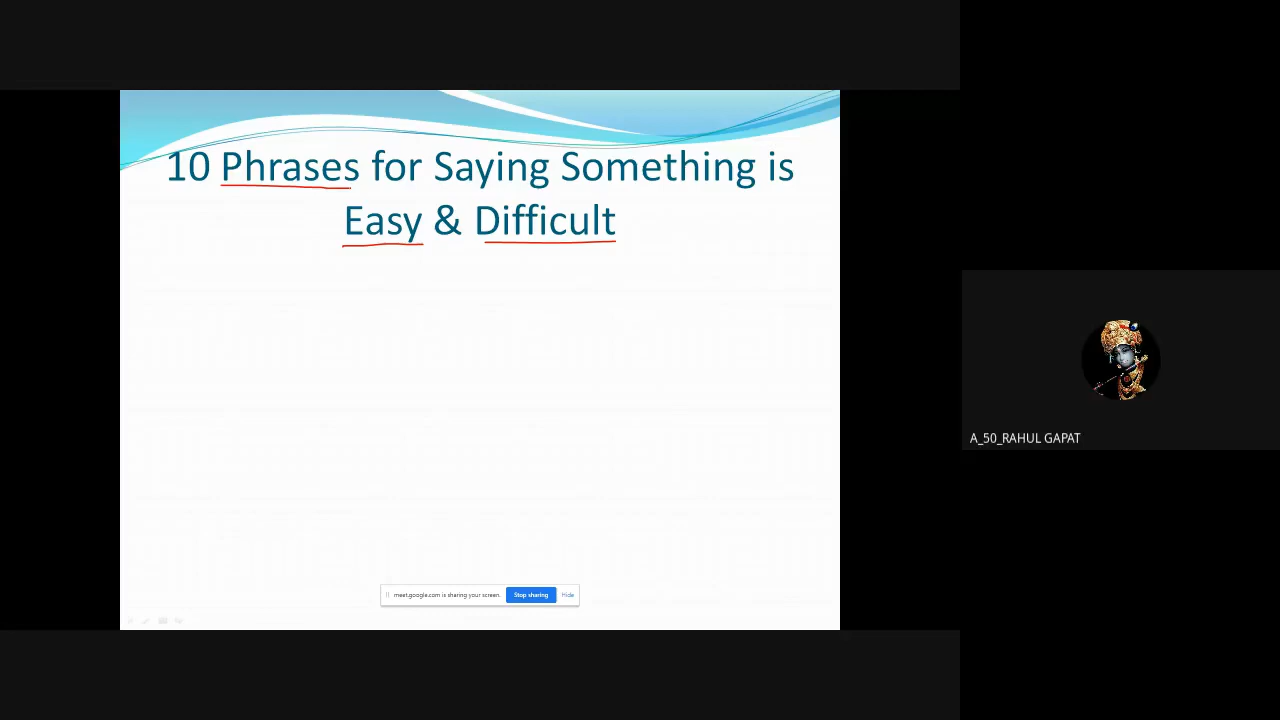 10 Phrases for Saying Something is
Easy & Difficult
meet.google.com is sharing your screen.
Stop sharing
Hide
A_50_RAHUL GAPAT